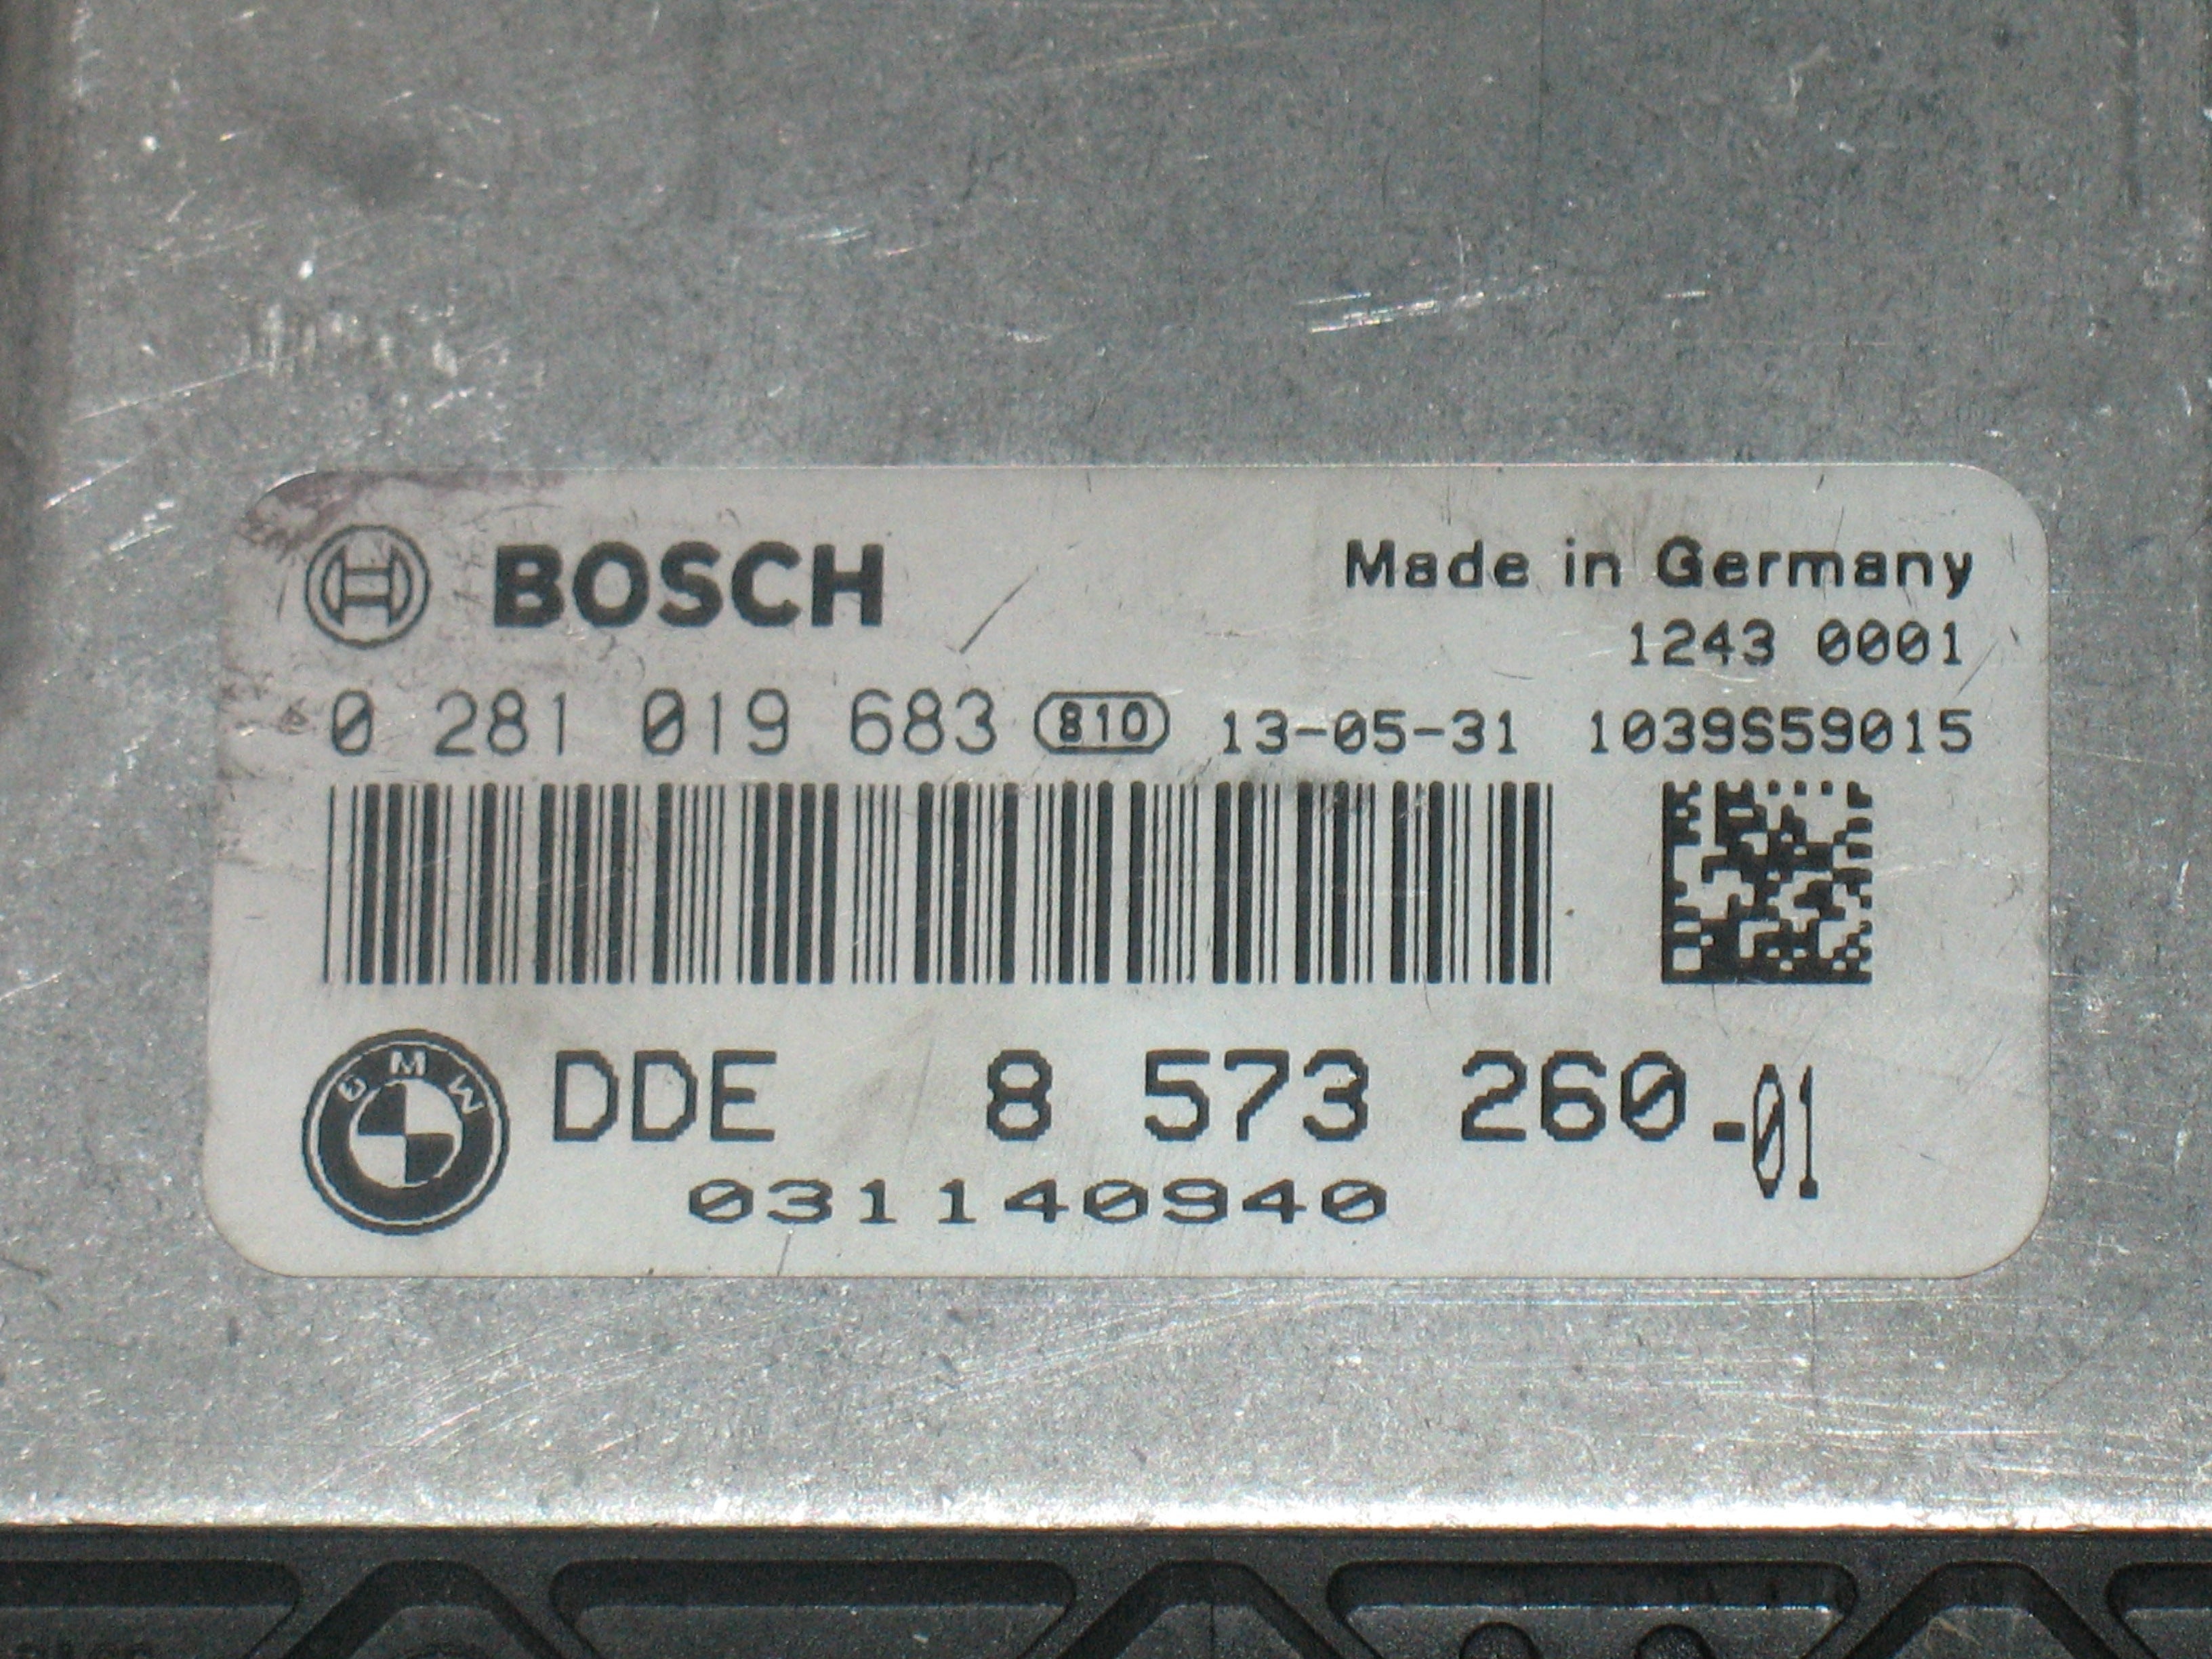 BOSCH
Made in Germany
1243 0001
0 281 019 683 810 13-05-31 1039S59015
BMW
DDE 8 573 260-01
031140940